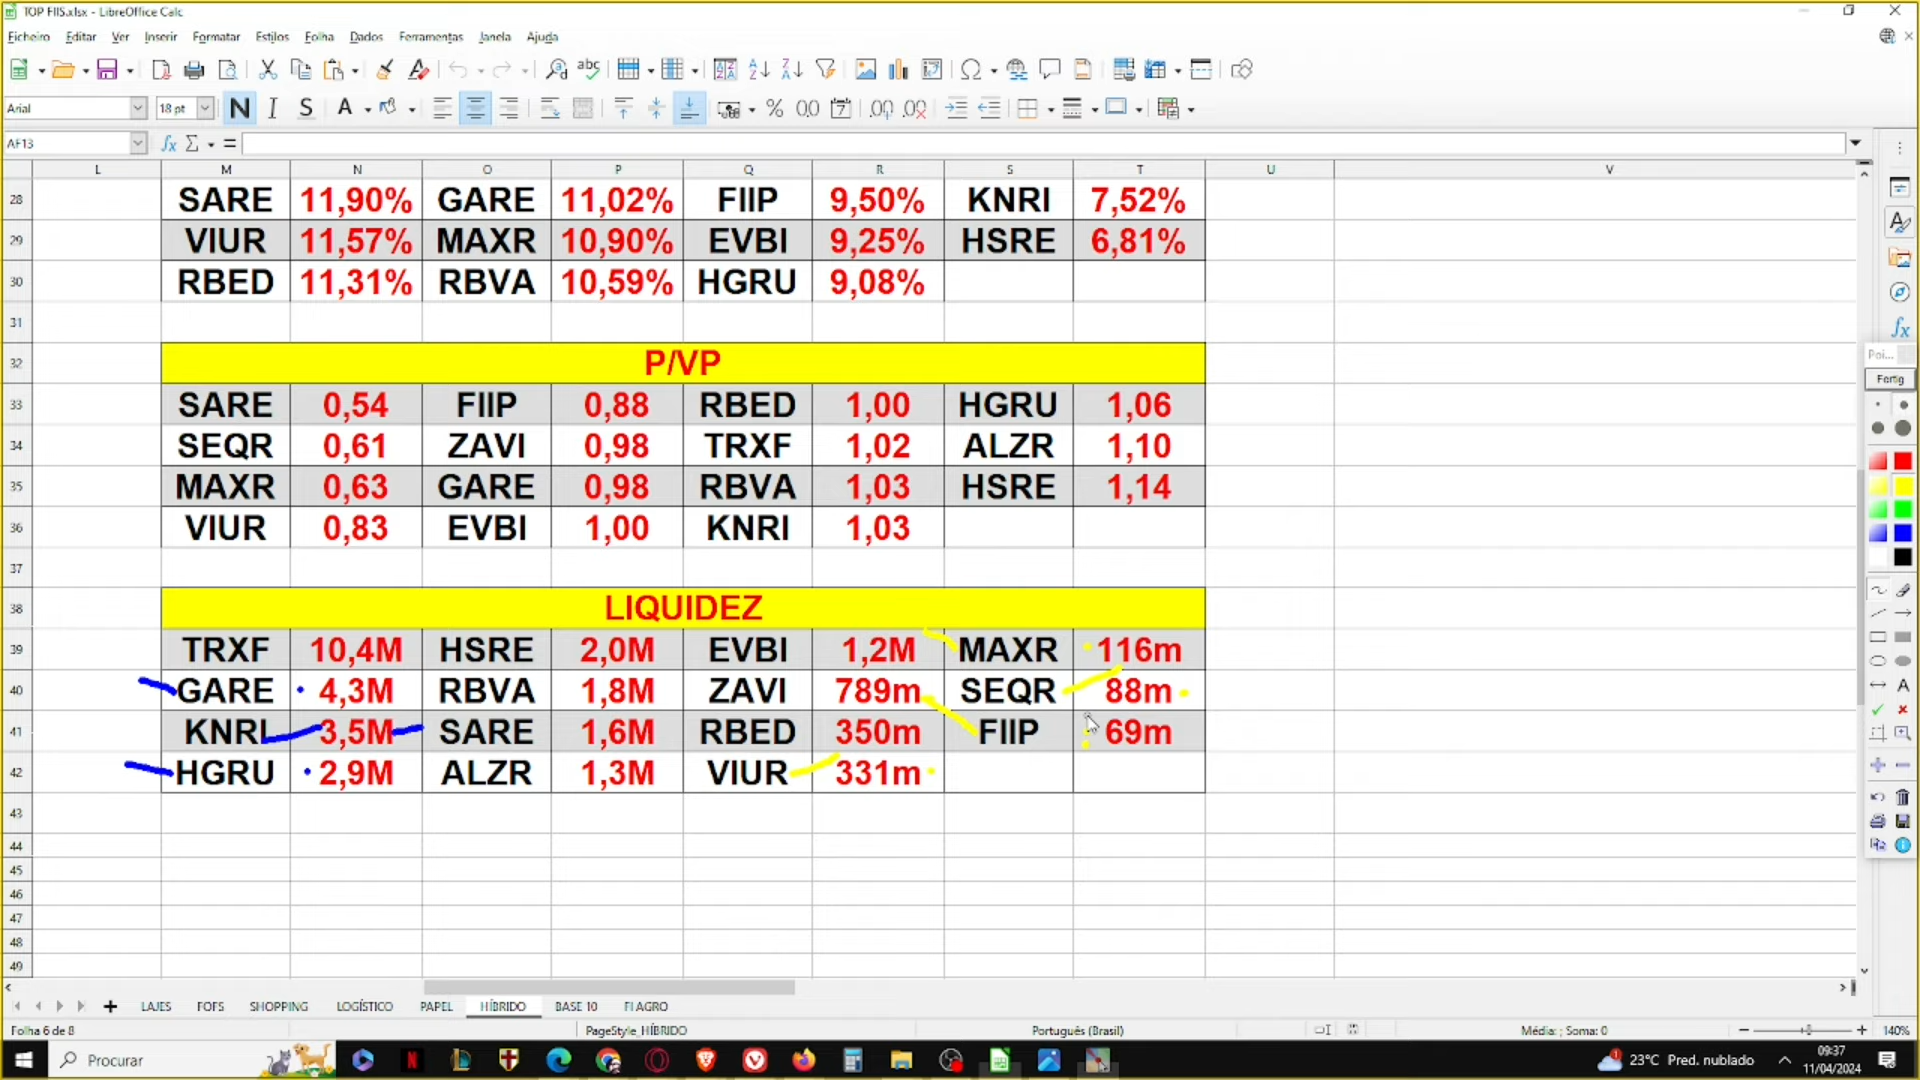 TOP FIIS.xlsx - LibreOffice Calc
Ficheiro Editar Ver Inserir Formatar Estilos Folha Dados Ferramentas Janela Ajuda
Arial 18 pt N I S A
AF13 fx Σ =
L M N O P Q R S T U V
28 SARE 11,90% GARE 11,02% FIIP 9,50% KNRI 7,52%
29 VIUR 11,57% MAXR 10,90% EVBI 9,25% HSRE 6,81%
30 RBED 11,31% RBVA 10,59% HGRU 9,08%
31
32 P/VP
33 SARE 0,54 FIIP 0,88 RBED 1,00 HGRU 1,06
34 SEQR 0,61 ZAVI 0,98 TRXF 1,02 ALZR 1,10
35 MAXR 0,63 GARE 0,98 RBVA 1,03 HSRE 1,14
36 VIUR 0,83 EVBI 1,00 KNRI 1,03
37
38 LIQUIDEZ
39 TRXF 10,4M HSRE 2,0M EVBI 1,2M MAXR 116m
40 GARE 4,3M RBVA 1,8M ZAVI 789m SEQR 88m
41 KNRI 3,5M SARE 1,6M RBED 350m FIIP 69m
42 HGRU 2,9M ALZR 1,3M VIUR 331m
43
44
45
46
47
48
49
Poi...
Fertig
LAJES FOFS SHOPPING LOGÍSTICO PAPEL HÍBRIDO BASE 10 FI AGRO
Folha 6 de 8 PageStyle_HÍBRIDO Português (Brasil) Média: ; Soma: 0 140%
Procurar 23°C Pred. nublado 09:37
11/04/2024